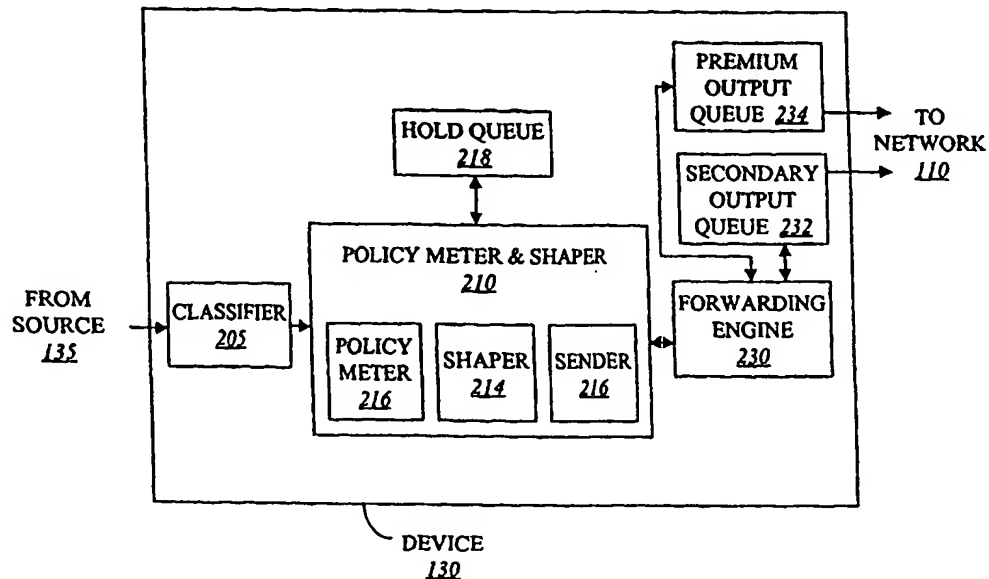 PREMIUM
OUTPUT
QUEUE 234
TO
NETWORK
110
HOLD QUEUE
218
SECONDARY
OUTPUT
QUEUE 232
POLICY METER & SHAPER
210
FROM
SOURCE
135
CLASSIFIER
205
FORWARDING
ENGINE
230
POLICY
METER
216
SHAPER
214
SENDER
216
DEVICE
130